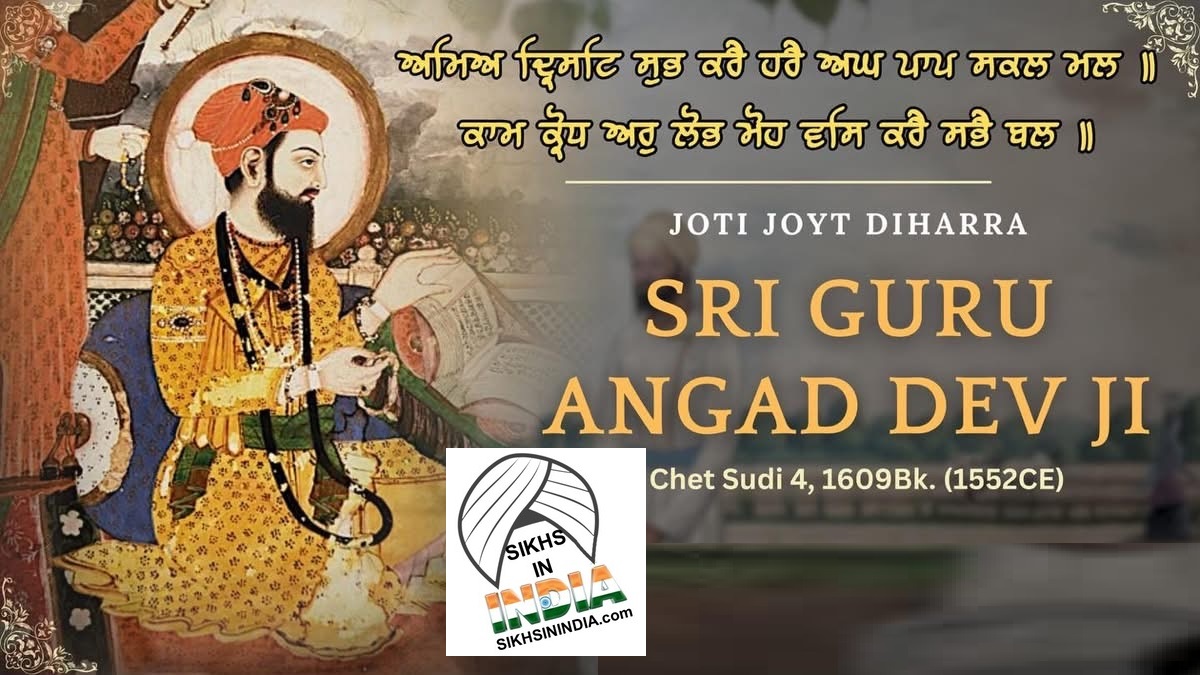 ਅਮਿਅ ਦ੍ਰਿਸਟਿ ਸੁਭ ਕਰੈ ਹਰੈ ਅਘ ਪਾਪ ਸਕਲ ਮਲ ॥
ਕਾਮ ਕ੍ਰੋਧ ਅਰੁ ਲੋਭ ਮੋਹ ਵਸਿ ਕਰੈ ਸਭੈ ਬਲ ॥
JOTI JOYT DIHARRA
SRI GURU
ANGAD DEV JI
Chet Sudi 4, 1609Bk. (1552CE)
SIKHS
IN
INDIA
SIKHSININDIA.com